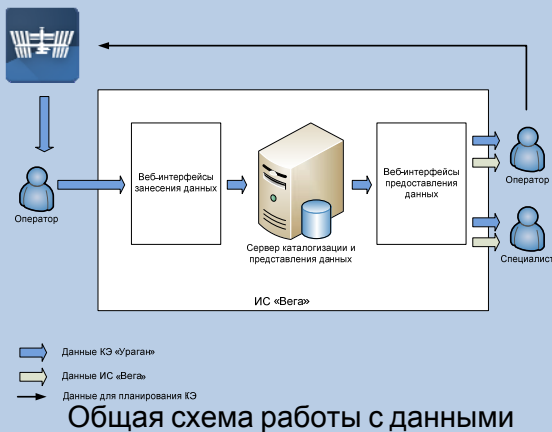 Оператор
Веб-интерфейсы
занесения данных
Сервер каталогизации и
представления данных
Веб-интерфейсы
предоставления
данных
Оператор
Специалист
ИС «Вега»
Данные КЭ «Ураган»
Данные ИС «Вега»
Данные для планирования КЭ
Общая схема работы с данными